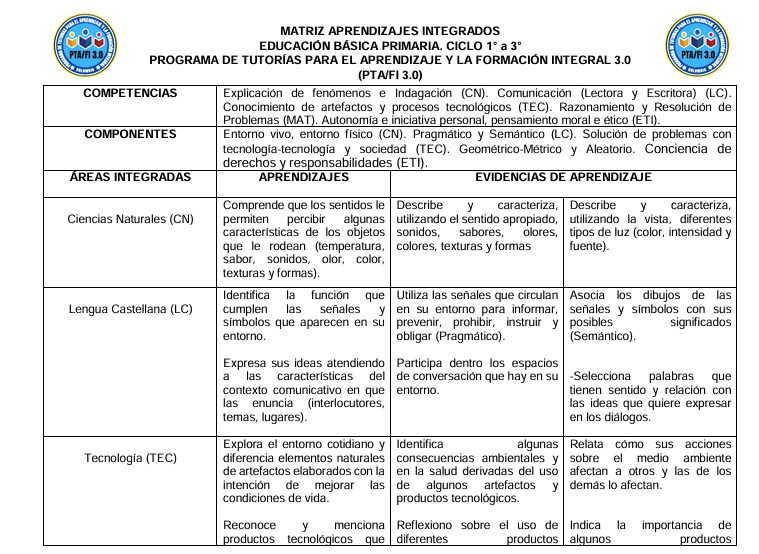 MATRIZ APRENDIZAJES INTEGRADOS
EDUCACIÓN BÁSICA PRIMARIA. CICLO 1° a 3°
PROGRAMA DE TUTORÍAS PARA EL APRENDIZAJE Y LA FORMACIÓN INTEGRAL 3.0
(PTA/FI 3.0)
PTA/FI 3.0
PTA/FI 3.0
COMPETENCIAS
Explicación de fenómenos e Indagación (CN). Comunicación (Lectora y Escritora) (LC).
Conocimiento de artefactos y procesos tecnológicos (TEC). Razonamiento y Resolución de
Problemas (MAT). Autonomía e iniciativa personal, pensamiento moral e ético (ETI).
COMPONENTES
Entorno vivo, entorno físico (CN). Pragmático y Semántico (LC). Solución de problemas con
tecnología-tecnología y sociedad (TEC). Geométrico-Métrico y Aleatorio. Conciencia de
derechos y responsabilidades (ETI).
ÁREAS INTEGRADAS
APRENDIZAJES
EVIDENCIAS DE APRENDIZAJE
Ciencias Naturales (CN)
Comprende que los sentidos le
permiten percibir algunas
características de los objetos
que le rodean (temperatura,
sabor, sonidos, olor, color,
texturas y formas).
Describe y caracteriza,
utilizando el sentido apropiado,
sonidos, sabores, olores,
colores, texturas y formas
Describe y caracteriza,
utilizando la vista, diferentes
tipos de luz (color, intensidad y
fuente).
Lengua Castellana (LC)
Identifica la función que
cumplen las señales y
símbolos que aparecen en su
entorno.
Expresa sus ideas atendiendo
a las características del
contexto comunicativo en que
las enuncia (interlocutores,
temas, lugares).
Utiliza las señales que circulan
en su entorno para informar,
prevenir, prohibir, instruir y
obligar (Pragmático).
Participa dentro los espacios
de conversación que hay en su
entorno.
Asocia los dibujos de las
señales y símbolos con sus
posibles significados
(Semántico).
-Selecciona palabras que
tienen sentido y relación con
las ideas que quiere expresar
en los diálogos.
Tecnología (TEC)
Explora el entorno cotidiano y
diferencia elementos naturales
de artefactos elaborados con la
intención de mejorar las
condiciones de vida.
Reconoce y menciona
productos tecnológicos que
Identifica algunas
consecuencias ambientales y
en la salud derivadas del uso
de algunos artefactos y
productos tecnológicos.
Reflexiono sobre el uso de
diferentes productos
Relata cómo sus acciones
sobre el medio ambiente
afectan a otros y las de los
demás lo afectan.
Indica la importancia de
algunos productos